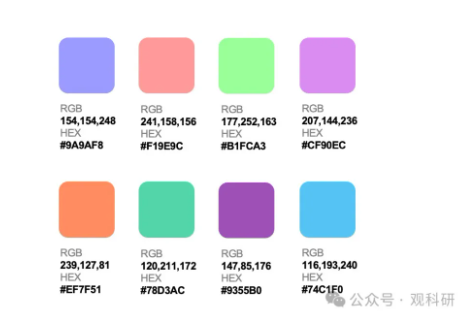 RGB
154,154,248
HEX
#9A9AF8
RGB
241,158,156
HEX
#F19E9C
RGB
177,252,163
HEX
#B1FCA3
RGB
207,144,236
HEX
#CF90EC
RGB
239,127,81
HEX
#EF7F51
RGB
120,211,172
HEX
#78D3AC
RGB
147,85,176
HEX
#9355B0
RGB
116,193,240
HEX
#74C1F0
公众号 · 观科研